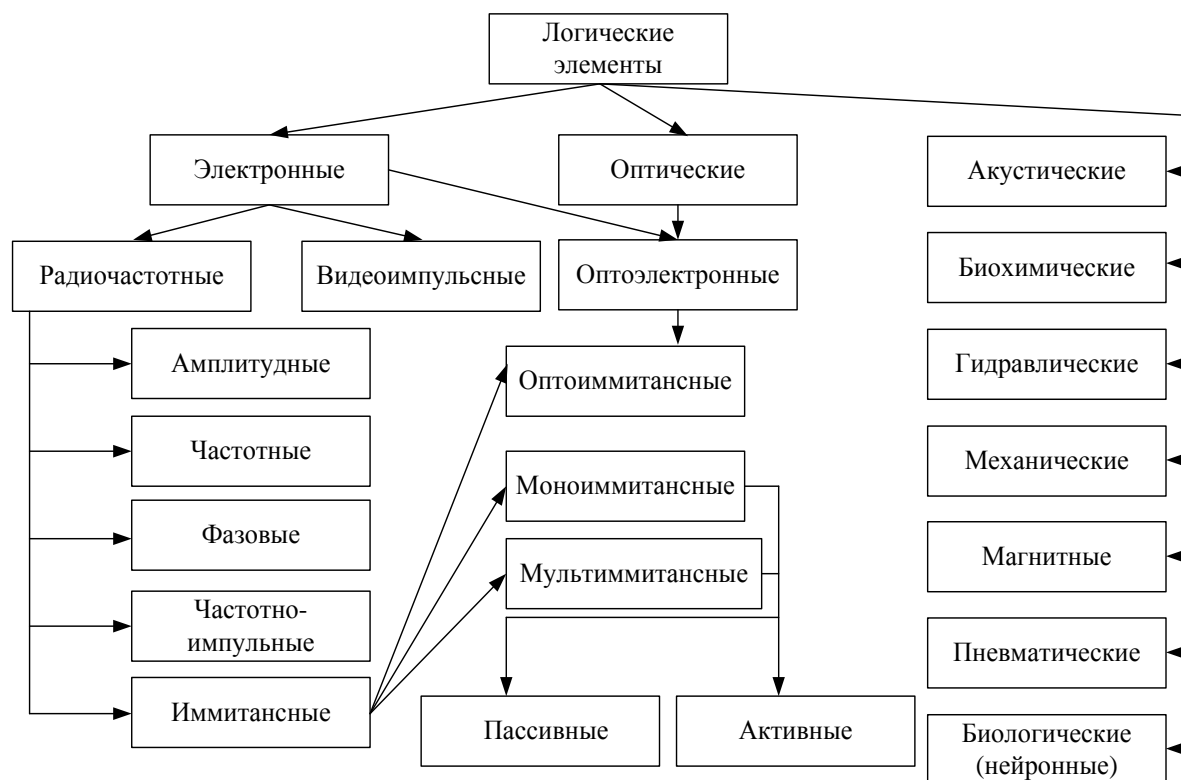 Логические
элементы
Электронные
Оптические
Акустические
Радиочастотные
Видеоимпульсные
Оптоэлектронные
Биохимические
Амплитудные
Оптоиммитансные
Гидравлические
Частотные
Моноиммитансные
Механические
Фазовые
Мультиммитансные
Магнитные
Частотно-
импульные
Пневматические
Иммитансные
Пассивные
Активные
Биологические
(нейронные)